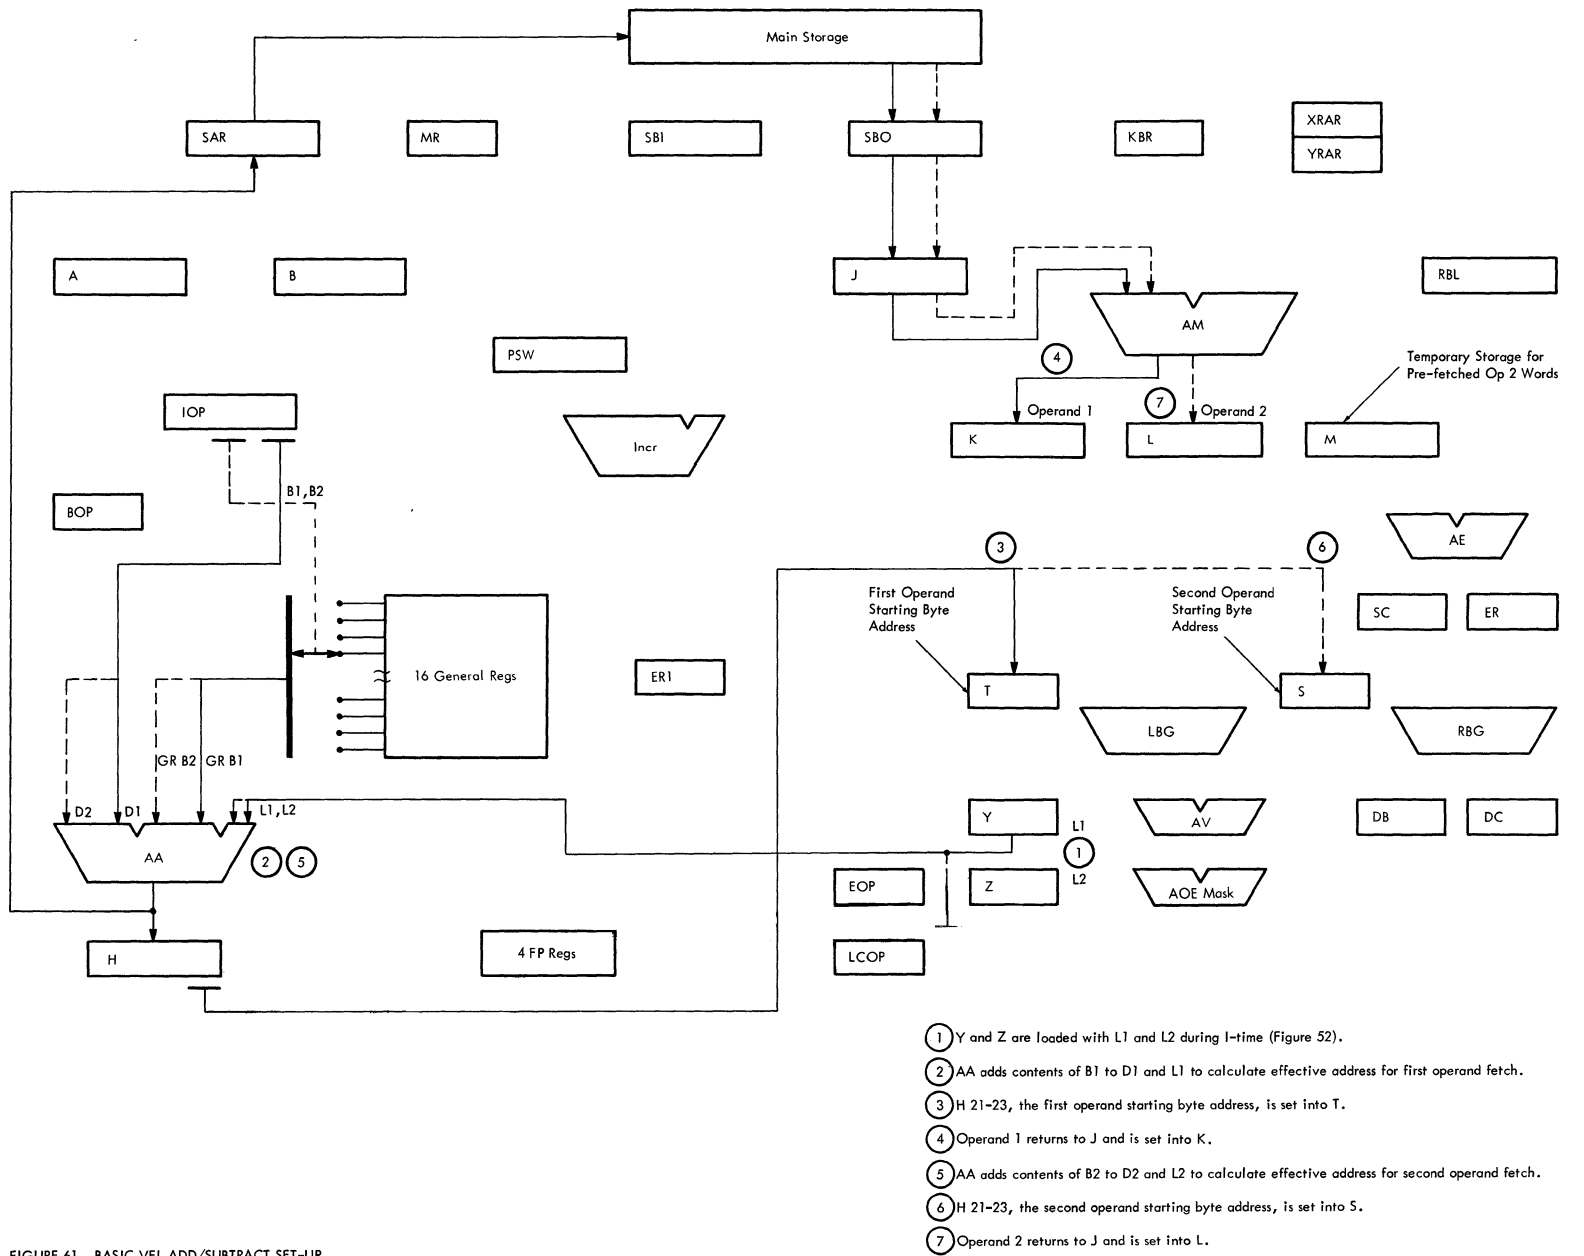 Main Storage
SAR
MR
SBI
SBO
KBR
XRAR
YRAR
A
B
J
RBL
AM
PSW
4
Temporary Storage for
Pre-fetched Op 2 Words
IOP
7
Operand 1
Operand 2
Incr
K
L
M
B1,B2
BOP
3
6
AE
First Operand
Starting Byte
Address
Second Operand
Starting Byte
Address
SC
ER
16 General Regs
ER1
T
S
LBG
RBG
GR B2
GR B1
D2
D1
L1,L2
Y
L1
AV
DB
DC
AA
2
5
1
L2
EOP
Z
AOE Mask
4 FP Regs
LCOP
H
1 Y and Z are loaded with L1 and L2 during I-time (Figure 52).
2 AA adds contents of B1 to D1 and L1 to calculate effective address for first operand fetch.
3 H 21-23, the first operand starting byte address, is set into T.
4 Operand 1 returns to J and is set into K.
5 AA adds contents of B2 to D2 and L2 to calculate effective address for second operand fetch.
6 H 21-23, the second operand starting byte address, is set into S.
7 Operand 2 returns to J and is set into L.
FIGURE 61. BASIC VFL ADD/SUBTRACT SET-UP